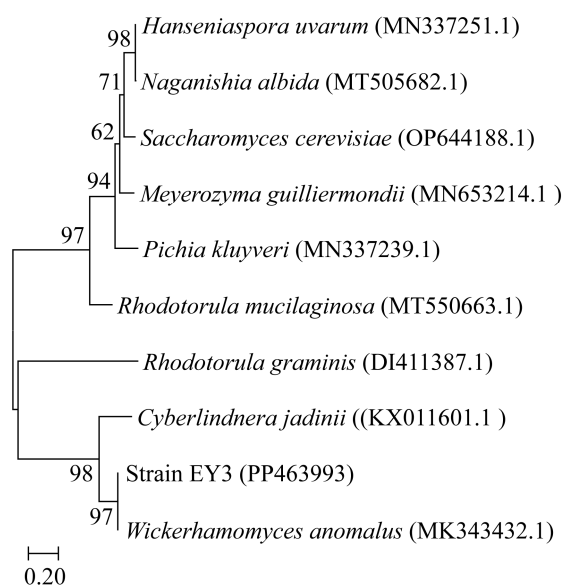 Hanseniaspora uvarum (MN337251.1)
98
Naganishia albida (MT505682.1)
71
Saccharomyces cerevisiae (OP644188.1)
62
Meyerozyma guilliermondii (MN653214.1 )
94
Pichia kluyveri (MN337239.1)
97
Rhodotorula mucilaginosa (MT550663.1)
Rhodotorula graminis (DI411387.1)
Cyberlindnera jadinii ((KX011601.1 )
98
Strain EY3 (PP463993)
97
Wickerhamomyces anomalus (MK343432.1)
0.20